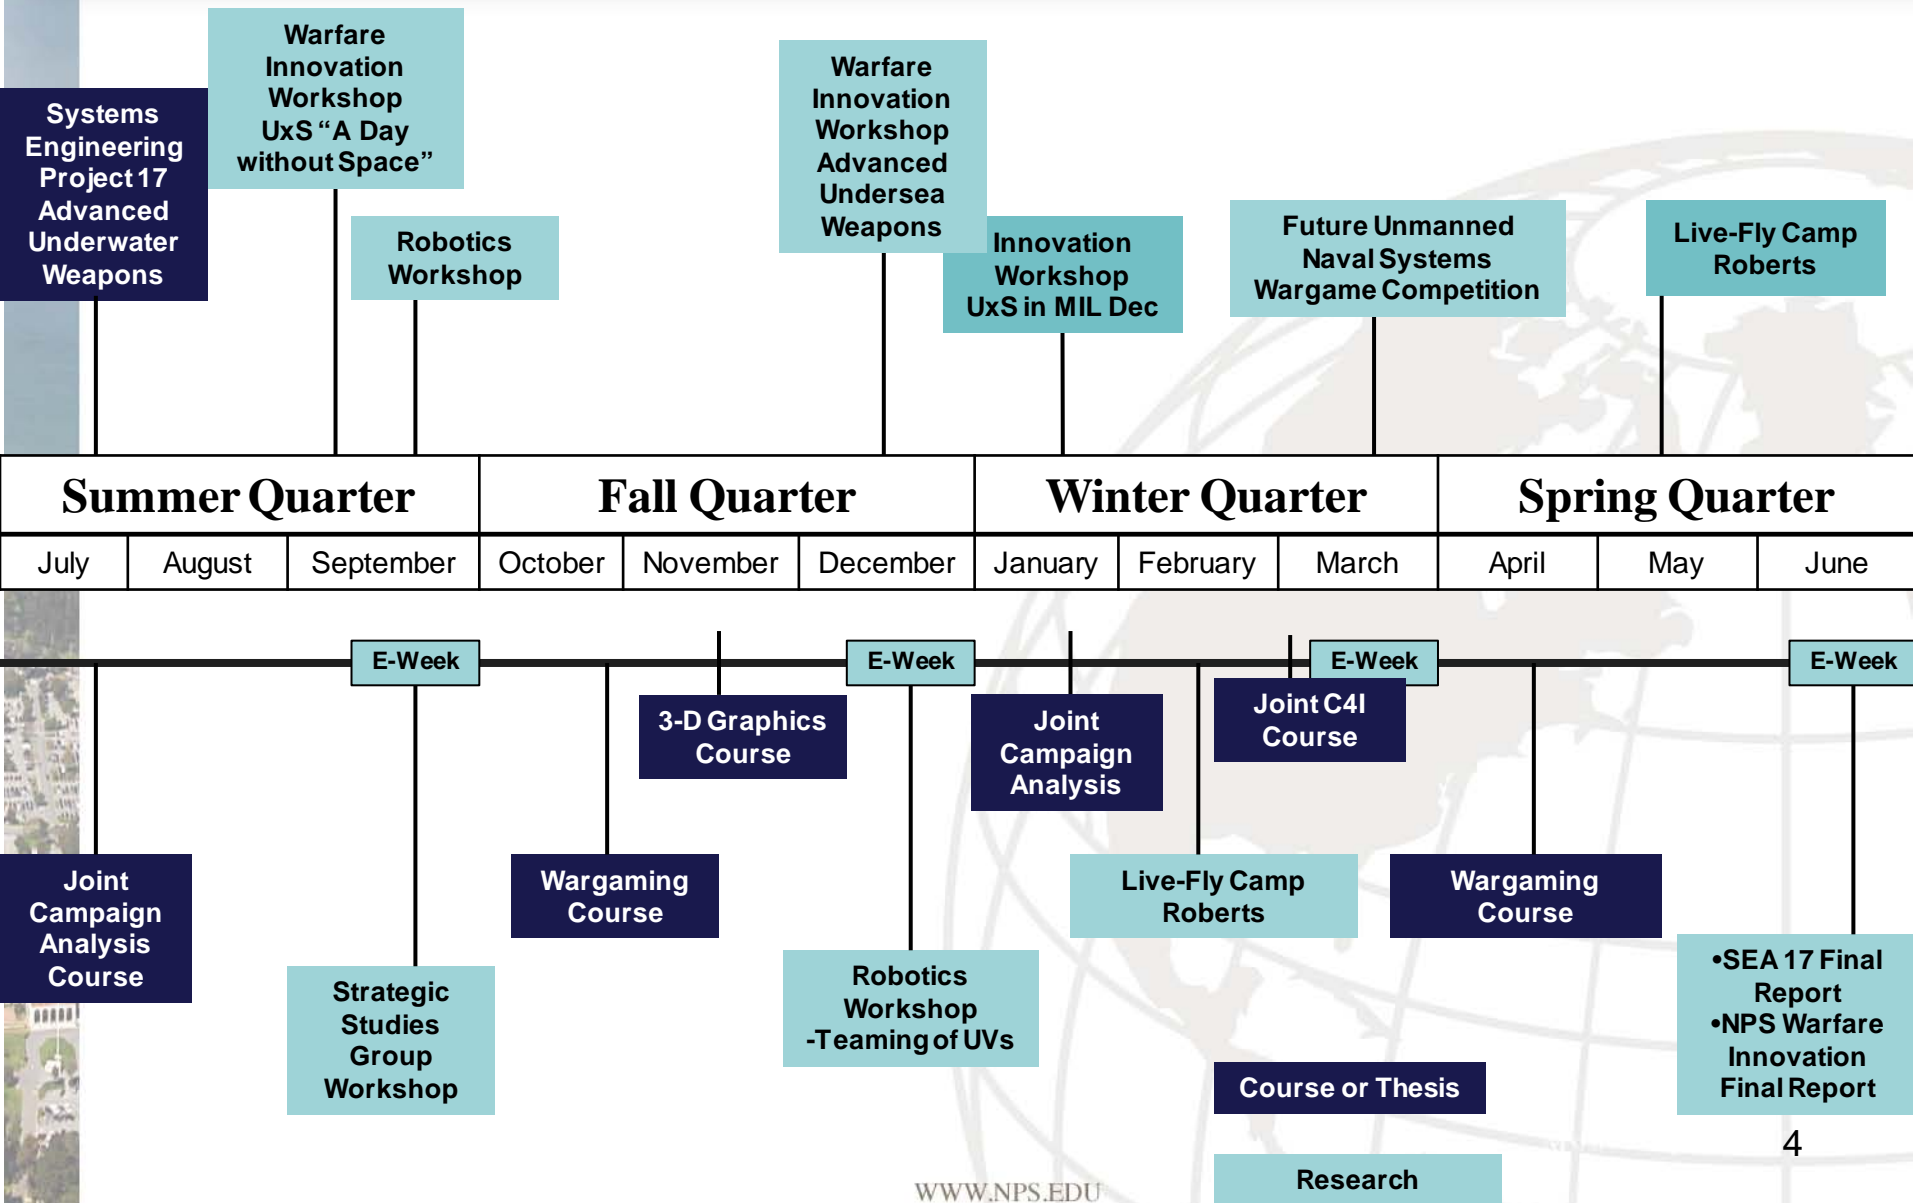 Warfare
Innovation
Workshop
UxS “A Day
without Space”
Warfare
Innovation
Workshop
Advanced
Undersea
Weapons
Systems
Engineering
Project 17
Advanced
Underwater
Weapons
Robotics
Workshop
Innovation
Workshop
UxS in MIL Dec
Future Unmanned
Naval Systems
Wargame Competition
Live-Fly Camp
Roberts
Summer Quarter
Fall Quarter
Winter Quarter
Spring Quarter
July
August
September
October
November
December
January
February
March
April
May
June
E-Week
E-Week
E-Week
E-Week
3-D Graphics
Course
Joint
Campaign
Analysis
Joint C4I
Course
Joint
Campaign
Analysis
Course
Wargaming
Course
Live-Fly Camp
Roberts
Wargaming
Course
Strategic
Studies
Group
Workshop
Robotics
Workshop
-Teaming of UVs
•SEA 17 Final
Report
•NPS Warfare
Innovation
Final Report
Course or Thesis
4
Research
WWW.NPS.EDU